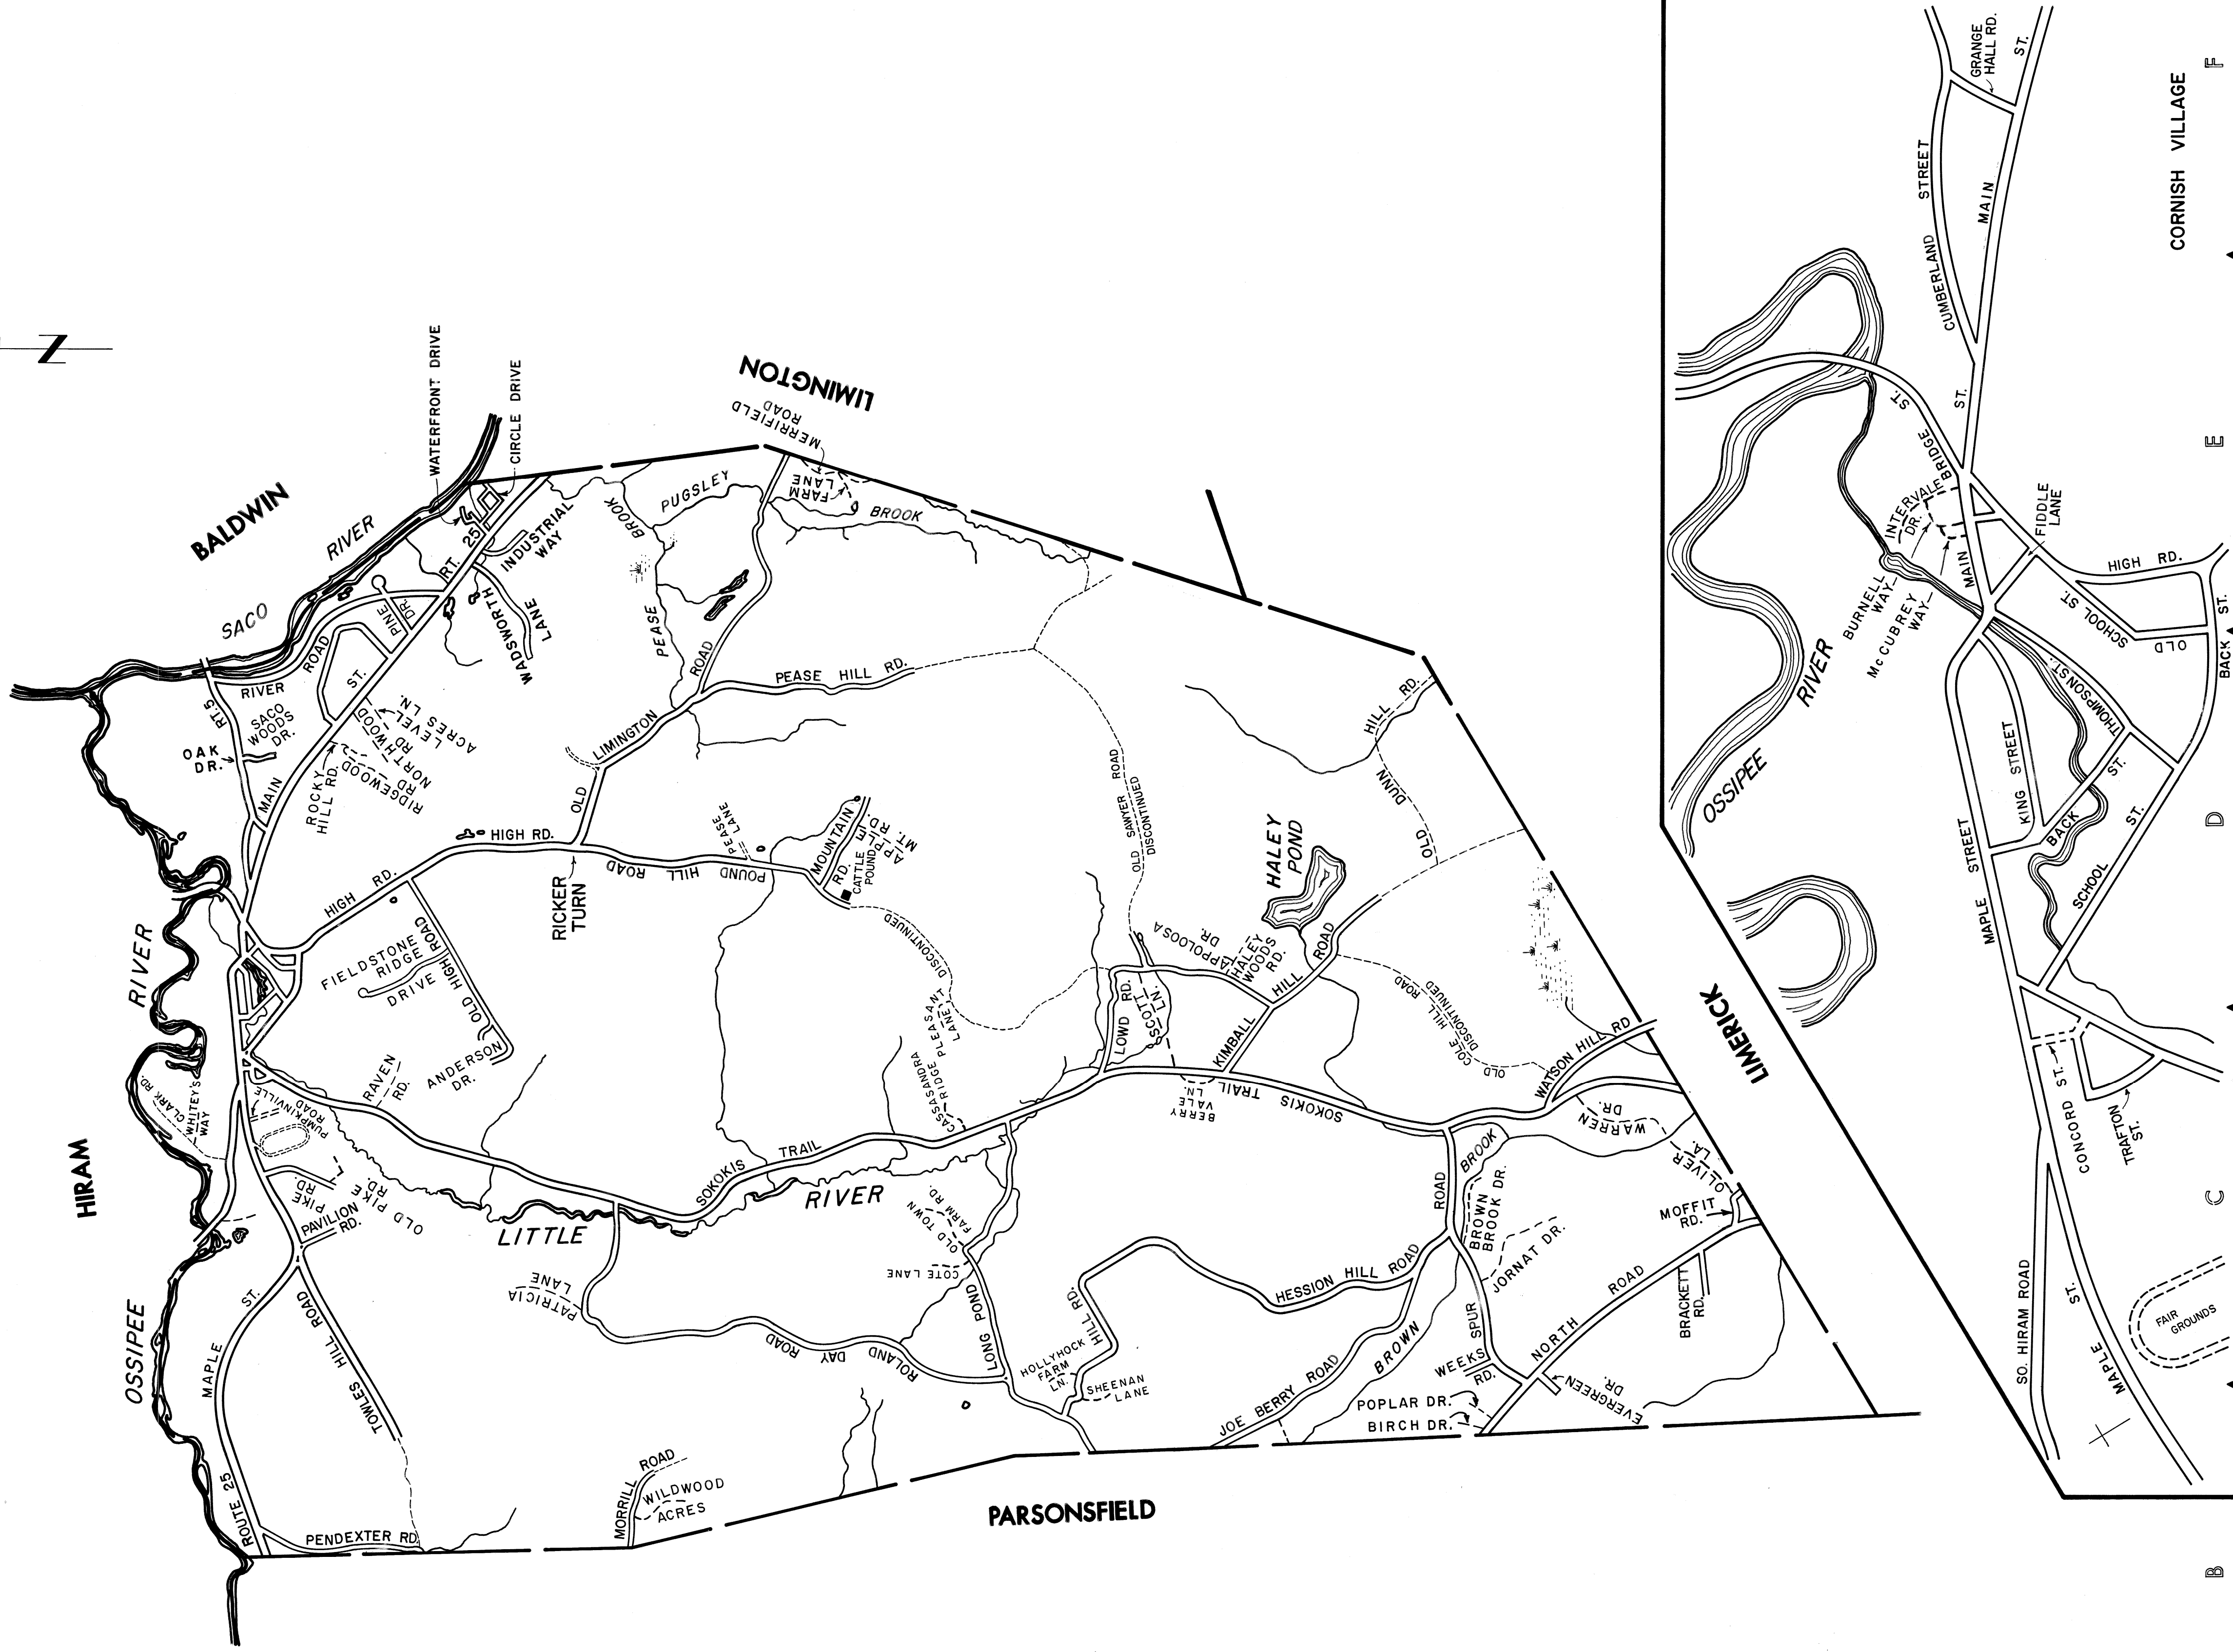 N
WATERFRONT DRIVE
CIRCLE DRIVE
BALDWIN
SACO
RIVER
LIMINGTON
MERRIFIELD
ROAD
FARM
LANE
PUGSLEY
BROOK
BROOK
PEASE
RT. 25
INDUSTRIAL
WAY
WADSWORTH
LANE
PINE
DR.
RIVER
ROAD
RT. 5
SACO
WOODS
DR.
OAK
DR.
MAIN
ST.
ROCKY
HILL RD.
RIDGEWOOD
RD
NORTHWOOD
RD
LEVEL
ACRES LN.
OLD
LIMINGTON
ROAD
PEASE HILL RD.
HIGH RD.
HIGH RD.
RICKER
TURN
POUND HILL ROAD
PEASE
LANE
MOUNTAIN
RD.
APPLE
MT. RD.
CATTLE
POUND
DISCONTINUED
OLD SAWYER ROAD
DISCONTINUED
OLD DUNN HILL RD.
HALEY
POND
FIELDSTONE
RIDGE
DRIVE
OLD HIGH ROAD
ANDERSON
DR.
RAVEN
RD.
HIRAM
OSSIPEE
RIVER
CLARK RD.
WHITEY'S
WAY
PUMPKINVILLE
ROAD
PIKE
RD.
OLD PIKE
RD.
PAVILION
RD.
MAPLE ST.
TOWLES HILL ROAD
ROUTE 25
PENDEXTER RD.
MORRILL ROAD
WILDWOOD
ACRES
LITTLE
RIVER
SOKOKIS TRAIL
PATRICIA
LANE
ROLAND DAY ROAD
CASSASANDRA
RIDGE
PLEASANT
LANE
OLD TOWN
FARM RD.
COTE LANE
LONG POND
HOLLYHOCK
FARM
LN.
HILL RD.
SHEENAN
LANE
LOWD RD.
SCOTT
LN.
APPOLOOSA
DR.
HALEY
WOODS
RD.
KIMBALL HILL ROAD
BERRY
VALE
LN.
SOKOKIS TRAIL
OLD COLE HILL ROAD
DISCONTINUED
WATSON HILL RD
WARREN
DR.
OLIVER
LA.
MOFFIT
RD.
BROOK
BROWN
BROOK DR.
JORNAT DR.
ROAD
HESSION HILL ROAD
JOE BERRY ROAD
BROWN
SPUR
WEEKS
RD.
POPLAR DR.
BIRCH DR.
NORTH ROAD
BRACKETT
RD.
EVERGREEN
DR.
LIMERICK
PARSONSFIELD
CORNISH VILLAGE
GRANGE
HALL RD.
CUMBERLAND STREET
MAIN ST.
BRIDGE ST.
ST.
INTERVALE
DR.
MAIN
FIDDLE
LANE
BURNELL
WAY
McCUBREY
WAY
OSSIPEE
RIVER
HIGH RD.
SCHOOL ST.
OLD
BACK ST.
THOMPSON ST.
KING STREET
BACK ST.
SCHOOL ST.
MAPLE STREET
CONCORD ST.
TRAFTON
ST.
SO. HIRAM ROAD
MAPLE ST.
FAIR
GROUNDS
F
E
D
C
B